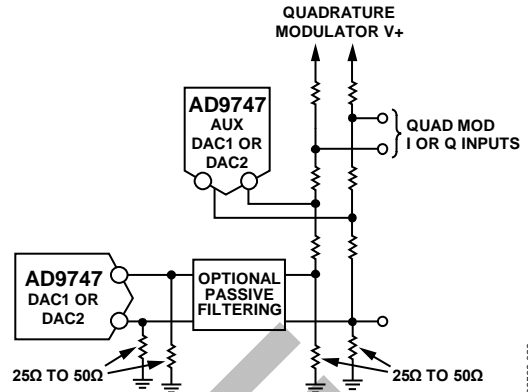 QUADRATURE
MODULATOR V+
AD9747
AUX
DAC1 OR
DAC2
QUAD MOD
I OR Q INPUTS
AD9747
DAC1 OR
DAC2
OPTIONAL
PASSIVE
FILTERING
25Ω TO 50Ω
25Ω TO 50Ω